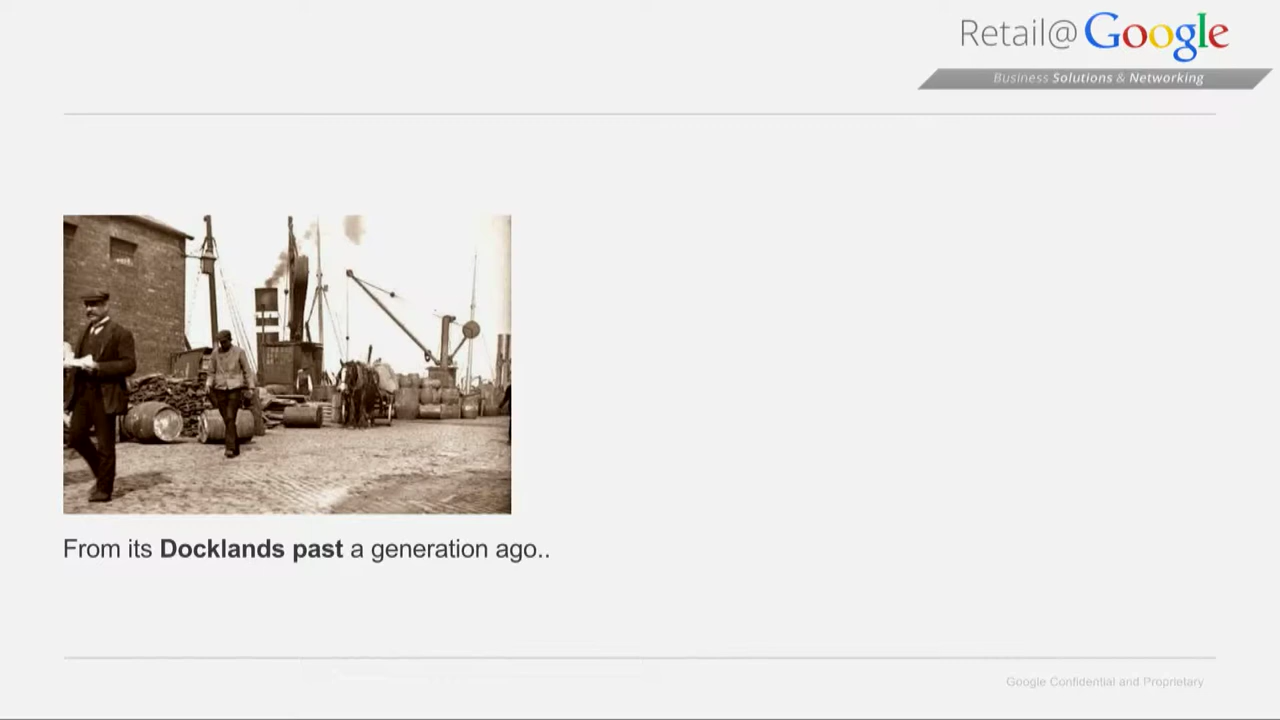 Retail@ Google
Business Solutions & Networking
From its Docklands past a generation ago..
Google Confidential and Proprietary